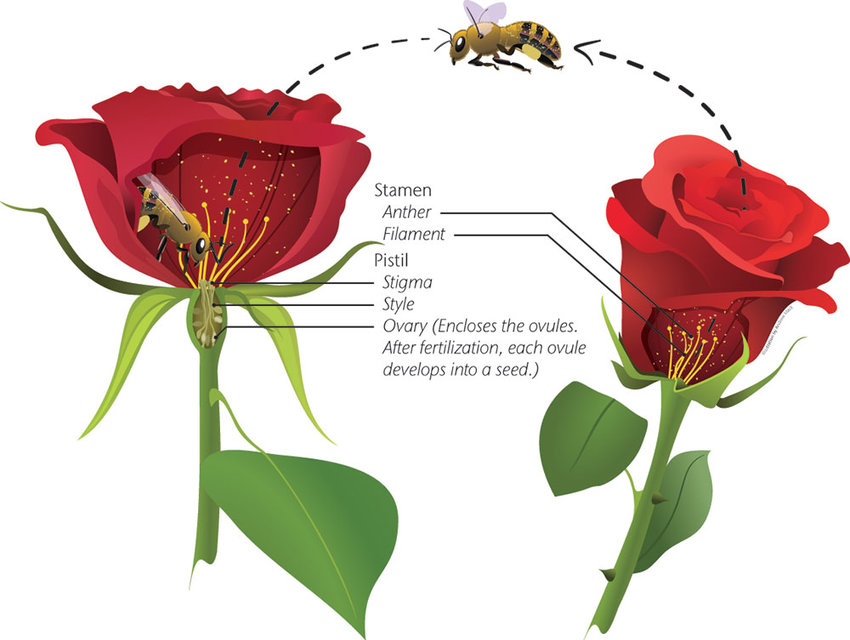 Stamen
Anther
Filament
Pistil
Stigma
Style
Ovary (Encloses the ovules.
After fertilization, each ovule
develops into a seed.)